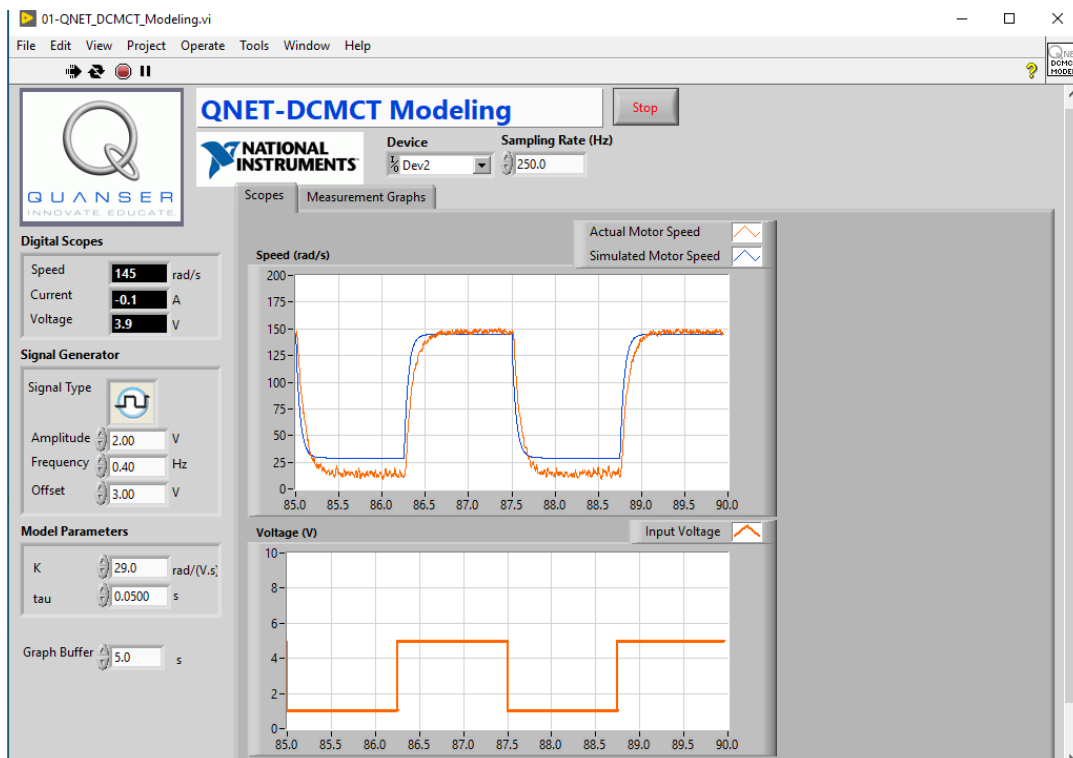 01-QNET_DCMCT_Modeling.vi
File Edit View Project Operate Tools Window Help
QNET-DCMCT Modeling
Stop
QUANSER
INNOVATE EDUCATE
NATIONAL
INSTRUMENTS
Device
Dev2
Sampling Rate (Hz)
250.0
Scopes
Measurement Graphs
Digital Scopes
Speed 145 rad/s
Current -0.1 A
Voltage 3.9 V
Signal Generator
Signal Type
Amplitude 2.00 V
Frequency 0.40 Hz
Offset 3.00 V
Model Parameters
K 29.0 rad/(V.s)
tau 0.0500 s
Graph Buffer 5.0 s
Actual Motor Speed
Simulated Motor Speed
Speed (rad/s)
200
175
150
125
100
75
50
25
0
85.0 85.5 86.0 86.5 87.0 87.5 88.0 88.5 89.0 89.5 90.0
Voltage (V)
Input Voltage
10
8
6
4
2
0
85.0 85.5 86.0 86.5 87.0 87.5 88.0 88.5 89.0 89.5 90.0